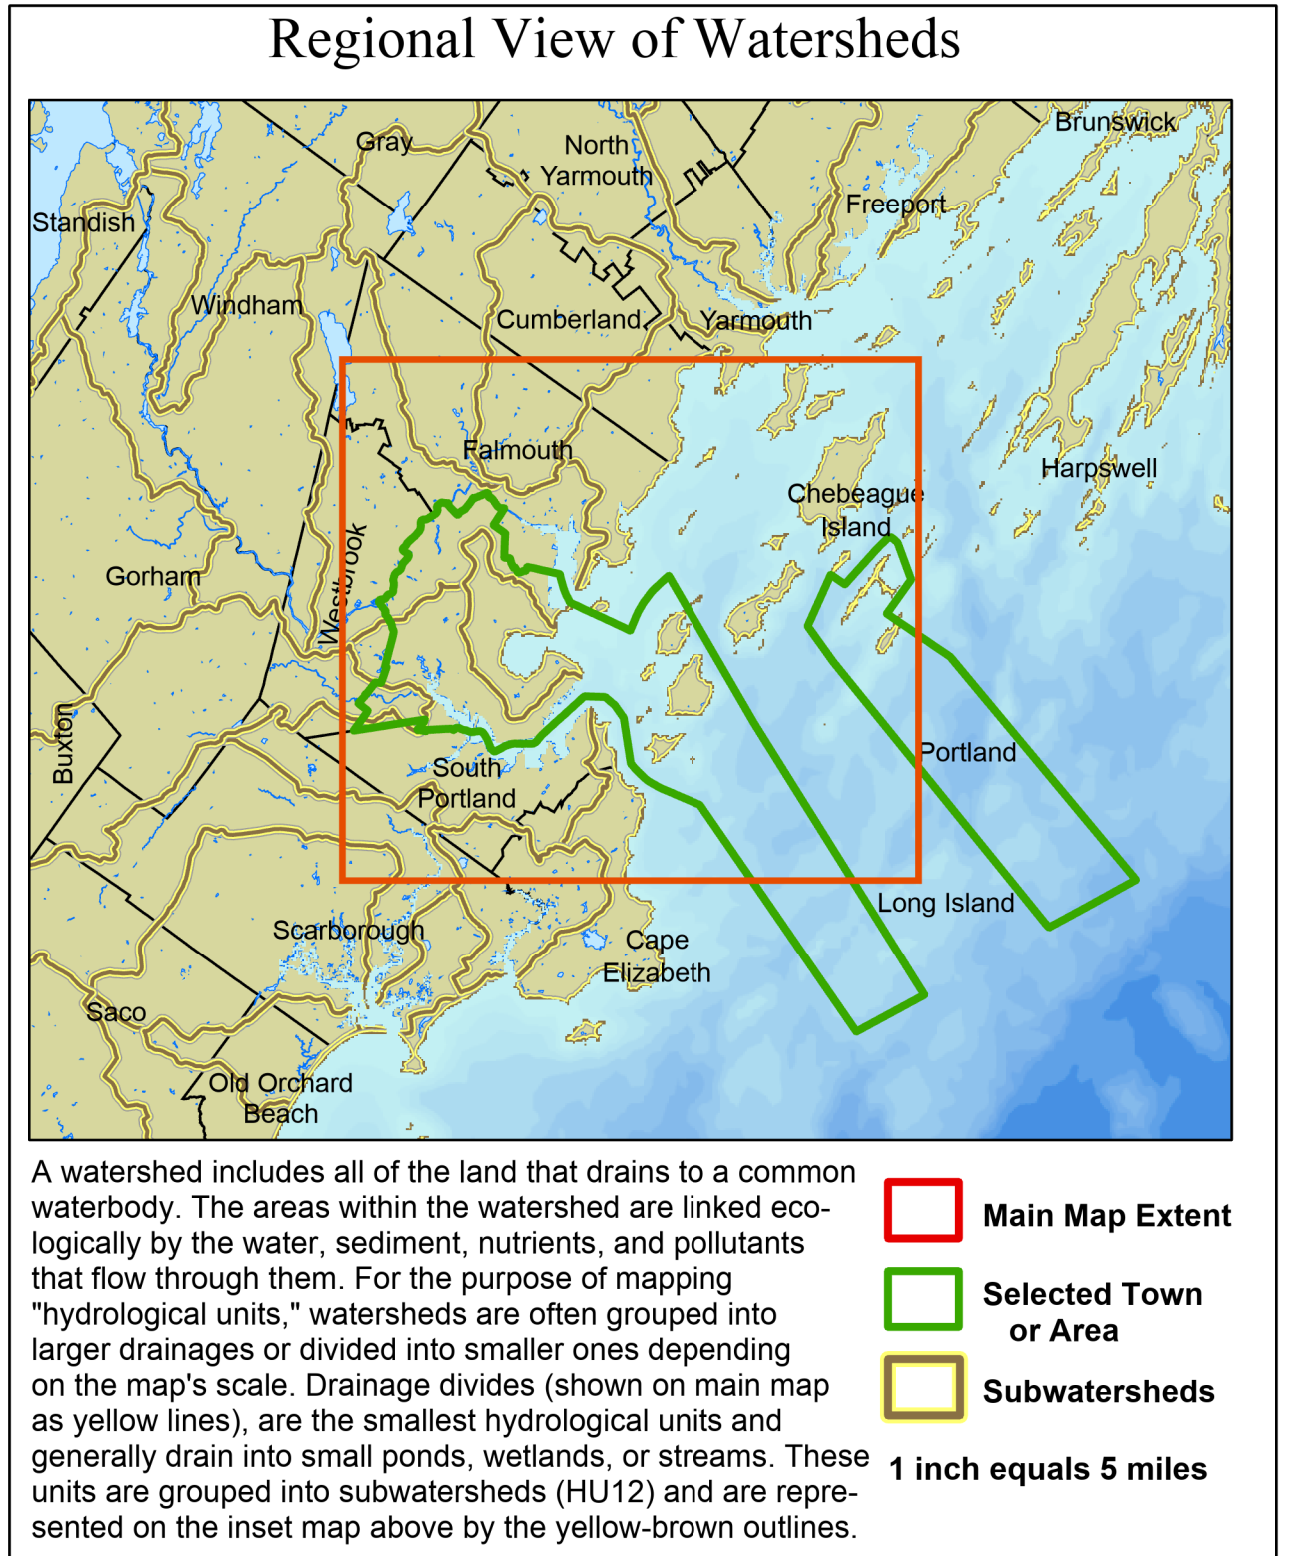 Regional View of Watersheds
Brunswick
Gray
North
Yarmouth
Freeport
Standish
Windham
Cumberland
Yarmouth
Falmouth
Harpswell
Chebeague
Island
Westbrook
Gorham
Buxton
Portland
South
Portland
Long Island
Scarborough
Cape
Elizabeth
Saco
Old Orchard
Beach
A watershed includes all of the land that drains to a common
waterbody. The areas within the watershed are linked eco-
logically by the water, sediment, nutrients, and pollutants
that flow through them. For the purpose of mapping
"hydrological units," watersheds are often grouped into
larger drainages or divided into smaller ones depending
on the map's scale. Drainage divides (shown on main map
as yellow lines), are the smallest hydrological units and
generally drain into small ponds, wetlands, or streams. These
units are grouped into subwatersheds (HU12) and are repre-
sented on the inset map above by the yellow-brown outlines.
Main Map Extent
Selected Town
or Area
Subwatersheds
1 inch equals 5 miles